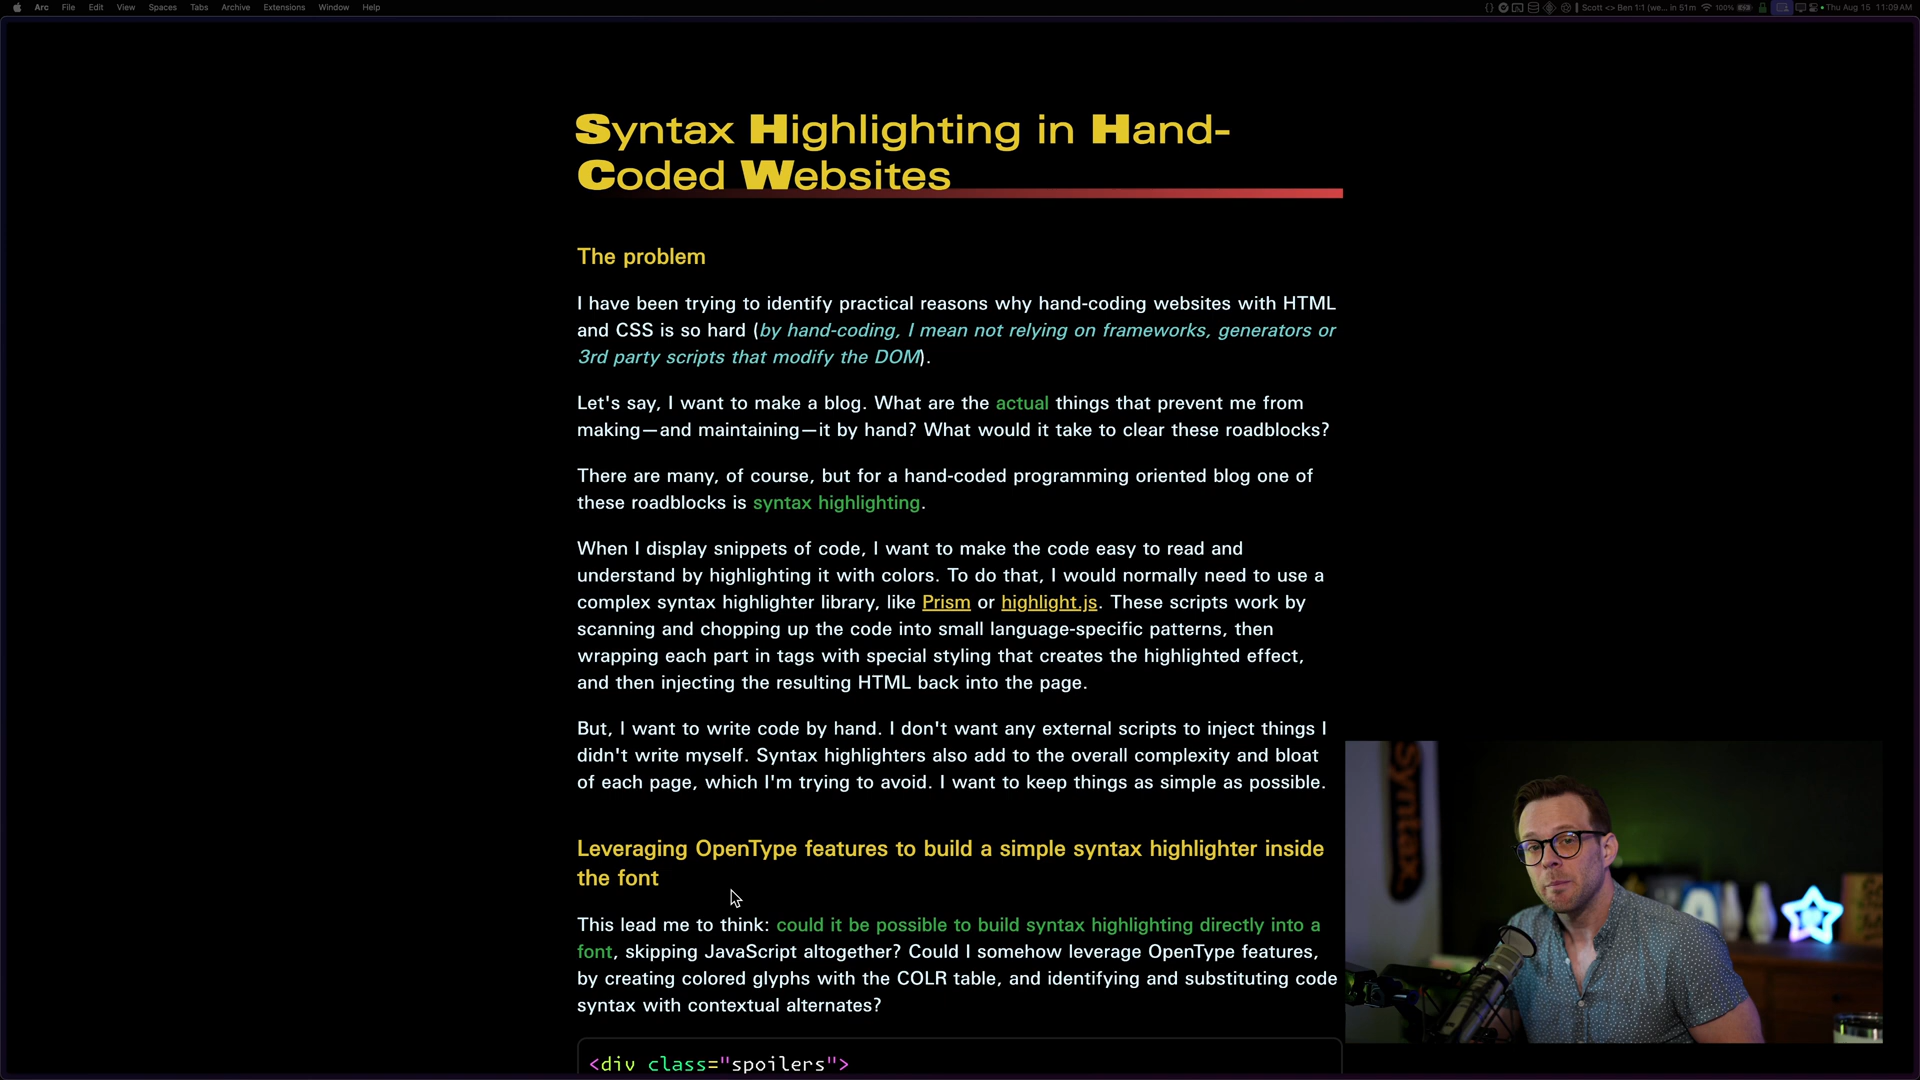 Arc File Edit View Spaces Tabs Archive Extensions Window Help
Scott <> Ben 1:1 (we... in 51m 100% Thu Aug 15 11:09 AM
Syntax Highlighting in Hand-
Coded Websites
The problem
I have been trying to identify practical reasons why hand-coding websites with HTML
and CSS is so hard (by hand-coding, I mean not relying on frameworks, generators or
3rd party scripts that modify the DOM).
Let's say, I want to make a blog. What are the actual things that prevent me from
making—and maintaining—it by hand? What would it take to clear these roadblocks?
There are many, of course, but for a hand-coded programming oriented blog one of
these roadblocks is syntax highlighting.
When I display snippets of code, I want to make the code easy to read and
understand by highlighting it with colors. To do that, I would normally need to use a
complex syntax highlighter library, like Prism or highlight.js. These scripts work by
scanning and chopping up the code into small language-specific patterns, then
wrapping each part in tags with special styling that creates the highlighted effect,
and then injecting the resulting HTML back into the page.
But, I want to write code by hand. I don't want any external scripts to inject things I
didn't write myself. Syntax highlighters also add to the overall complexity and bloat
of each page, which I'm trying to avoid. I want to keep things as simple as possible.
Leveraging OpenType features to build a simple syntax highlighter inside
the font
This lead me to think: could it be possible to build syntax highlighting directly into a
font, skipping JavaScript altogether? Could I somehow leverage OpenType features,
by creating colored glyphs with the COLR table, and identifying and substituting code
syntax with contextual alternates?
<div class="spoilers">
Syntax.